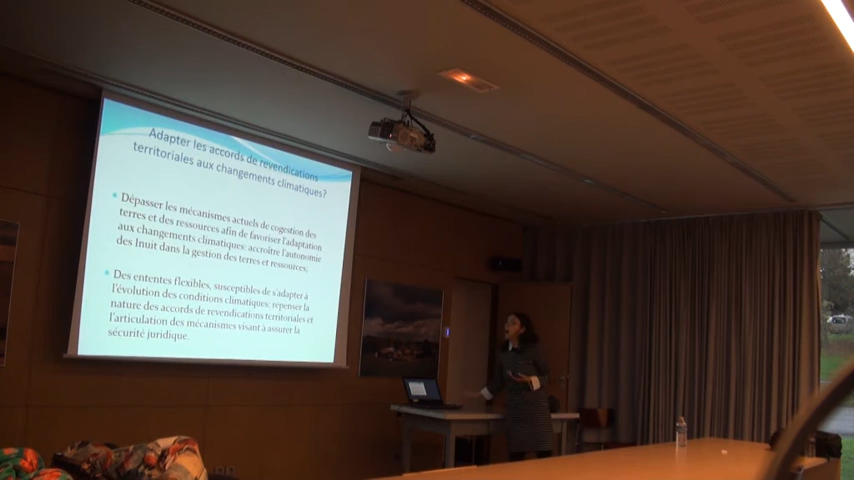 Adapter les accords de revendications
territoriales aux changements climatiques?
Dépasser les mécanismes actuels de cogestion des
terres et des ressources afin de favoriser l'adaptation
aux changements climatiques: accroître l'autonomie
des Inuit dans la gestion des terres et ressources;
Des ententes flexibles, susceptibles de s'adapter à
l'évolution des conditions climatiques: repenser la
nature des accords de revendications territoriales et
l'articulation des mécanismes visant à assurer la
sécurité juridique.